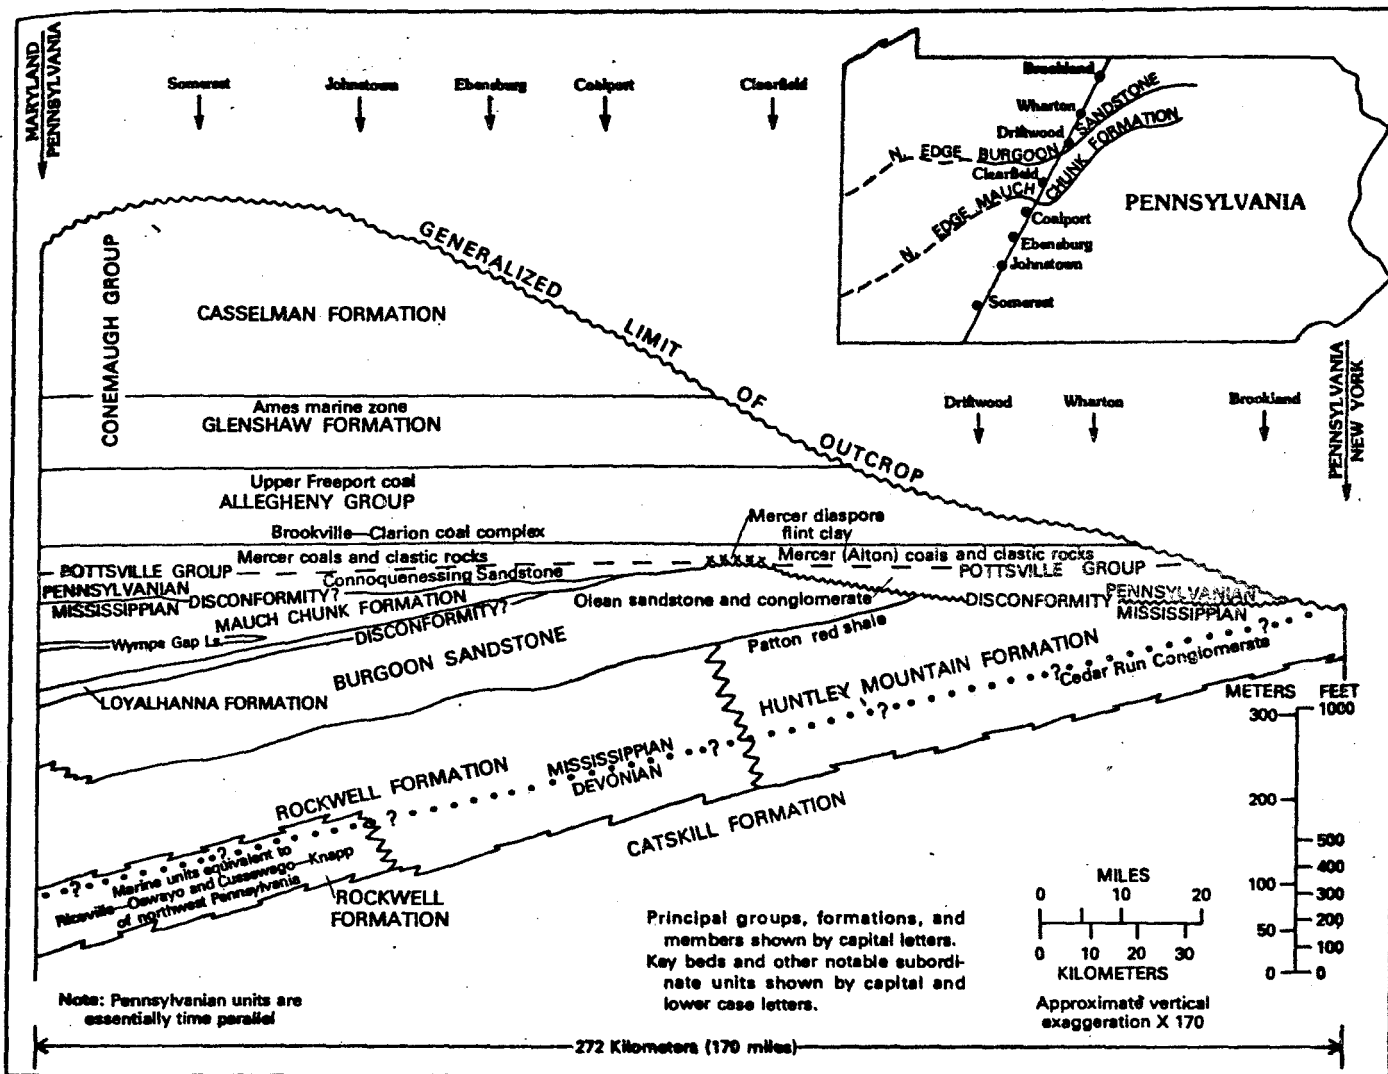 MARYLAND
PENNSYLVANIA
Somerset
Johnstown
Ebensburg
Coalport
Clearfield
Brookland
Wharton
Driftwood
SANDSTONE
N. EDGE BURGOON
Clearfield
N. EDGE MAUCH CHUNK FORMATION
PENNSYLVANIA
Coalport
Ebensburg
Johnstown
Somerset
GENERALIZED LIMIT OF OUTCROP
CONEMAUGH GROUP
CASSELMAN FORMATION
Ames marine zone
GLENSHAW FORMATION
Driftwood
Wharton
Brookland
PENNSYLVANIA
NEW YORK
Upper Freeport coal
ALLEGHENY GROUP
Brookville—Clarion coal complex
Mercer diaspore
flint clay
Mercer coals and clastic rocks
Mercer (Alton) coals and clastic rocks
POTTSVILLE GROUP
Connoquenessing Sandstone
POTTSVILLE GROUP
PENNSYLVANIAN
MISSISSIPPIAN
DISCONFORMITY?
MAUCH CHUNK FORMATION
Olean sandstone and conglomerate
DISCONFORMITY
PENNSYLVANIAN
MISSISSIPPIAN
Wymps Gap Ls.
DISCONFORMITY?
Patton red shale
BURGOON SANDSTONE
LOYALHANNA FORMATION
HUNTLEY MOUNTAIN FORMATION
?
?
Cedar Run Conglomerate
?
?
MISSISSIPPIAN
DEVONIAN
ROCKWELL FORMATION
?
?
?
Marine units equivalent to
Riceville—Oswayo and Cussewago—Knapp
of northwest Pennsylvania
ROCKWELL
FORMATION
CATSKILL FORMATION
METERS FEET
300 1000
200
500
400
100
300
200
50
100
0 0
MILES
0 10 20
0 10 20 30
KILOMETERS
Approximate vertical
exaggeration X 170
Principal groups, formations, and
members shown by capital letters.
Key beds and other notable subordi-
nate units shown by capital and
lower case letters.
Note: Pennsylvanian units are
essentially time parallel
272 Kilometers (170 miles)